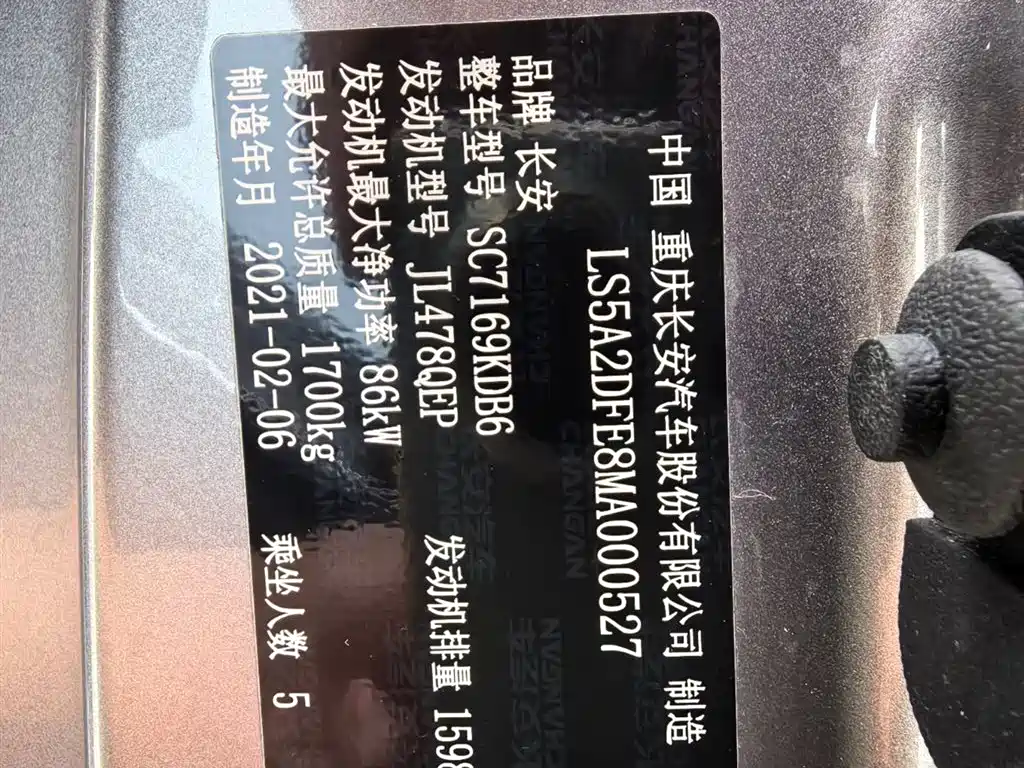 中国 重庆长安汽车股份有限公司 制造
LS5A2DFE8MA000527
品牌 长安
整车型号 SC7169KDB6
发动机型号 JL478QEP 发动机排量 1598
发动机最大净功率 86kW
最大允许总质量 1700kg
制造年月 2021-02-06 乘坐人数 5